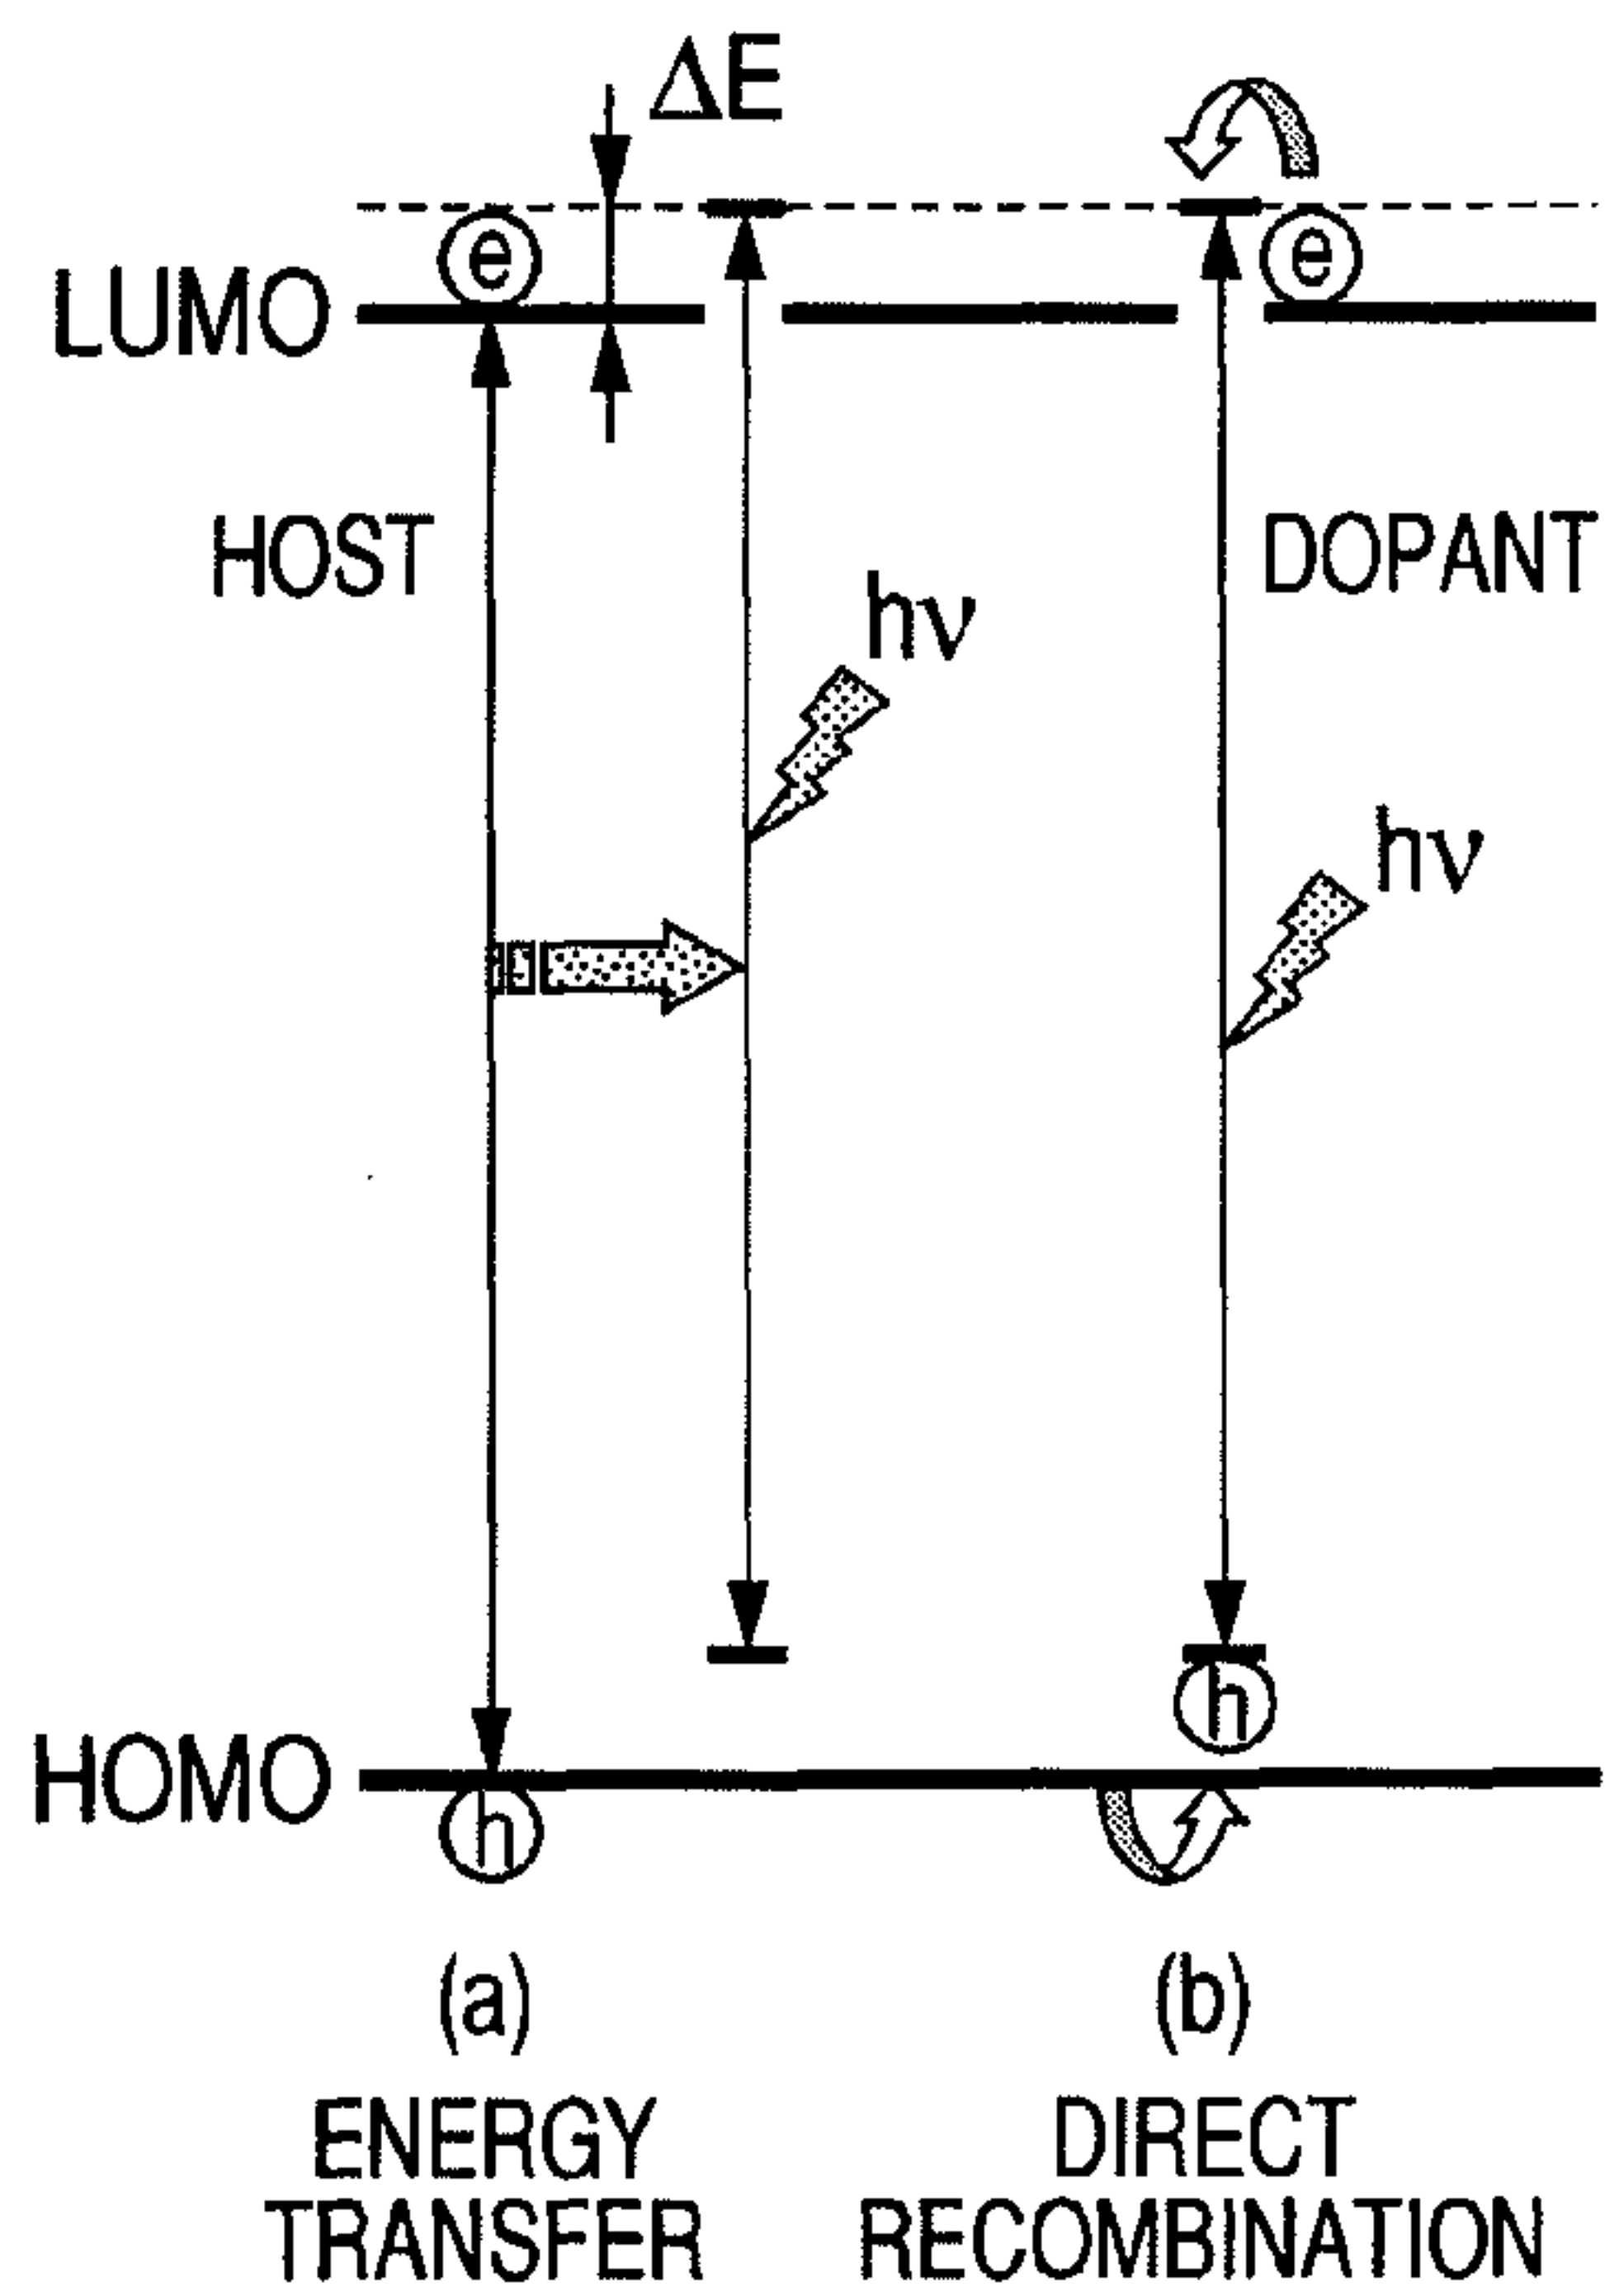 ΔE
e
e
LUMO
HOST
DOPANT
hν
hν
h
HOMO
h
(a)
(b)
ENERGY
TRANSFER
DIRECT
RECOMBINATION